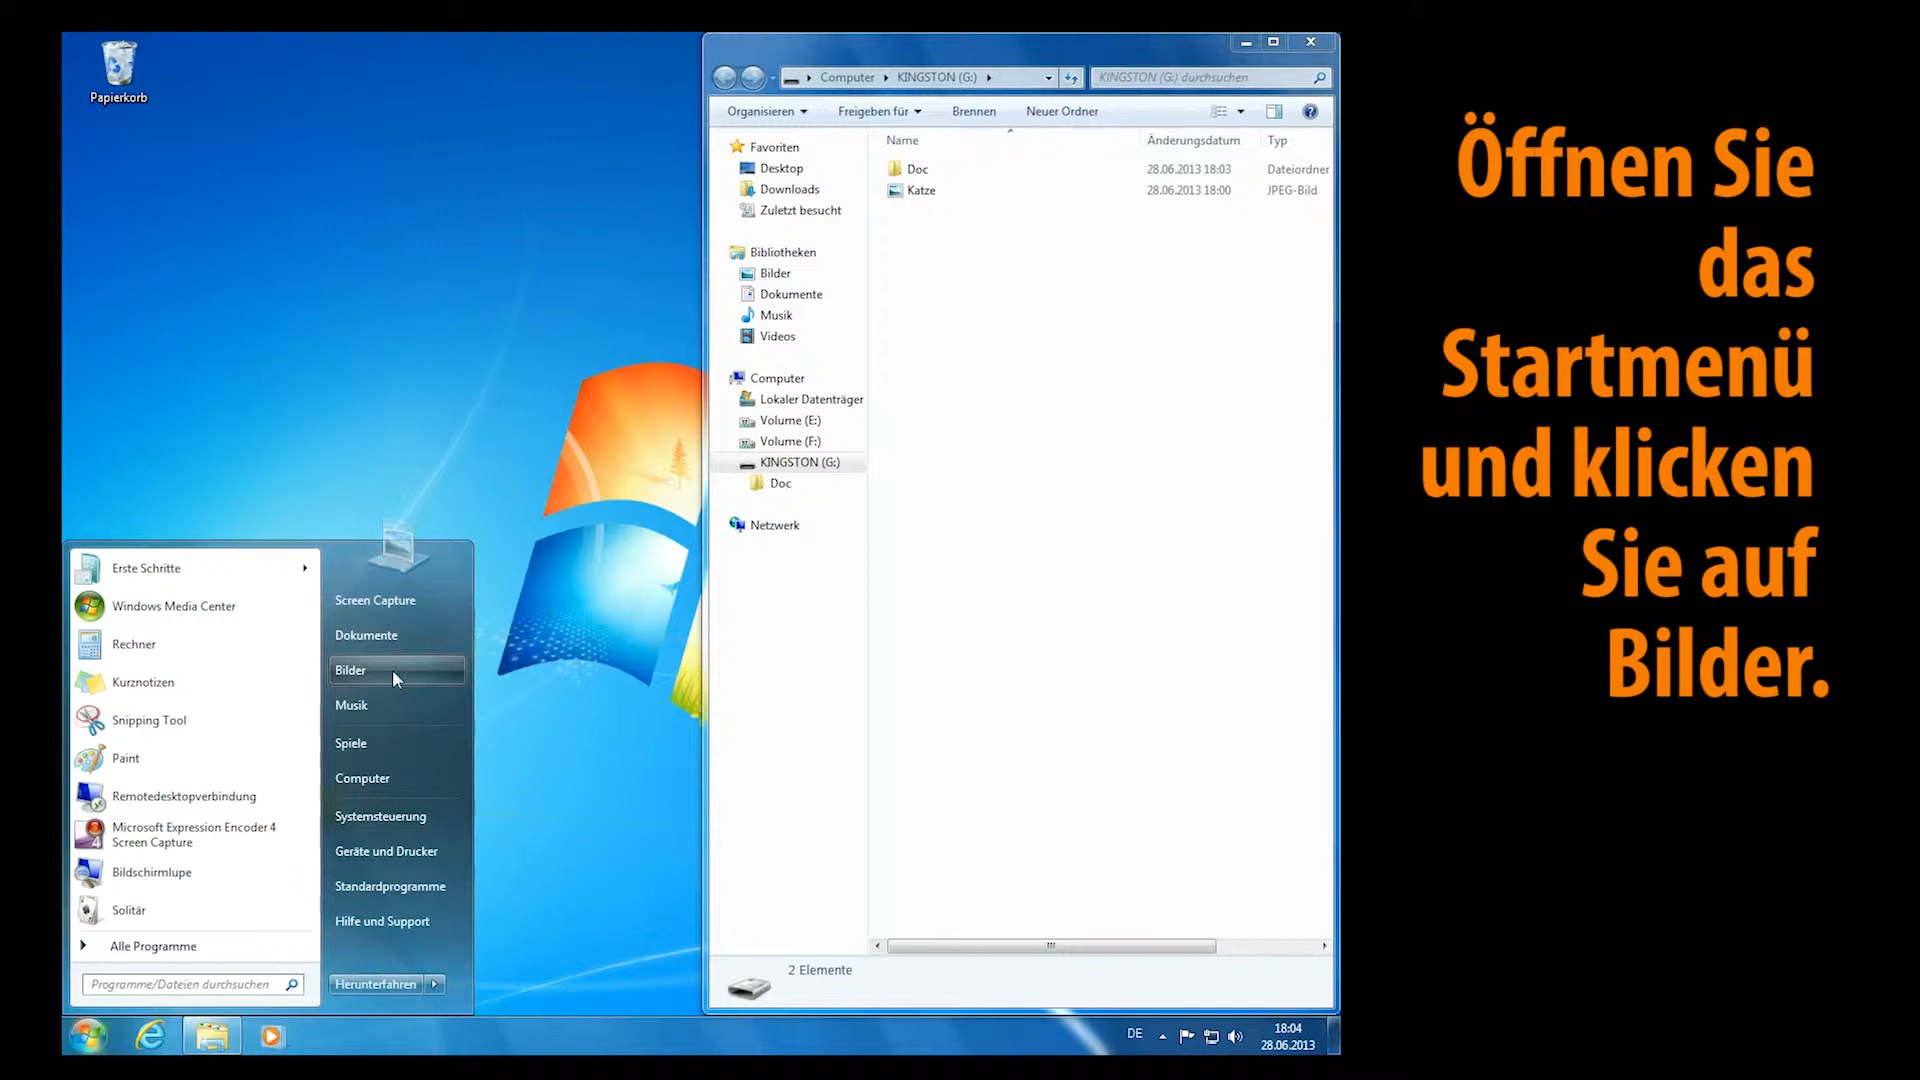 Papierkorb
Computer
KINGSTON (G:)
KINGSTON (G:) durchsuchen
Organisieren
Freigeben für
Brennen
Neuer Ordner
Name
Änderungsdatum
Typ
Favoriten
Desktop
Downloads
Zuletzt besucht
Bibliotheken
Bilder
Dokumente
Musik
Videos
Computer
Lokaler Datenträger
Volume (E:)
Volume (F:)
KINGSTON (G:)
Doc
Netzwerk
Doc 28.06.2013 18:03 Dateiordner
Katze 28.06.2013 18:00 JPEG-Bild
2 Elemente
Erste Schritte
Windows Media Center
Rechner
Kurznotizen
Snipping Tool
Paint
Remotedesktopverbindung
Microsoft Expression Encoder 4
Screen Capture
Bildschirmlupe
Solitär
Alle Programme
Programme/Dateien durchsuchen
Screen Capture
Dokumente
Bilder
Musik
Spiele
Computer
Systemsteuerung
Geräte und Drucker
Standardprogramme
Hilfe und Support
Herunterfahren
DE
18:04
28.06.2013
Öffnen Sie
das
Startmenü
und klicken
Sie auf
Bilder.